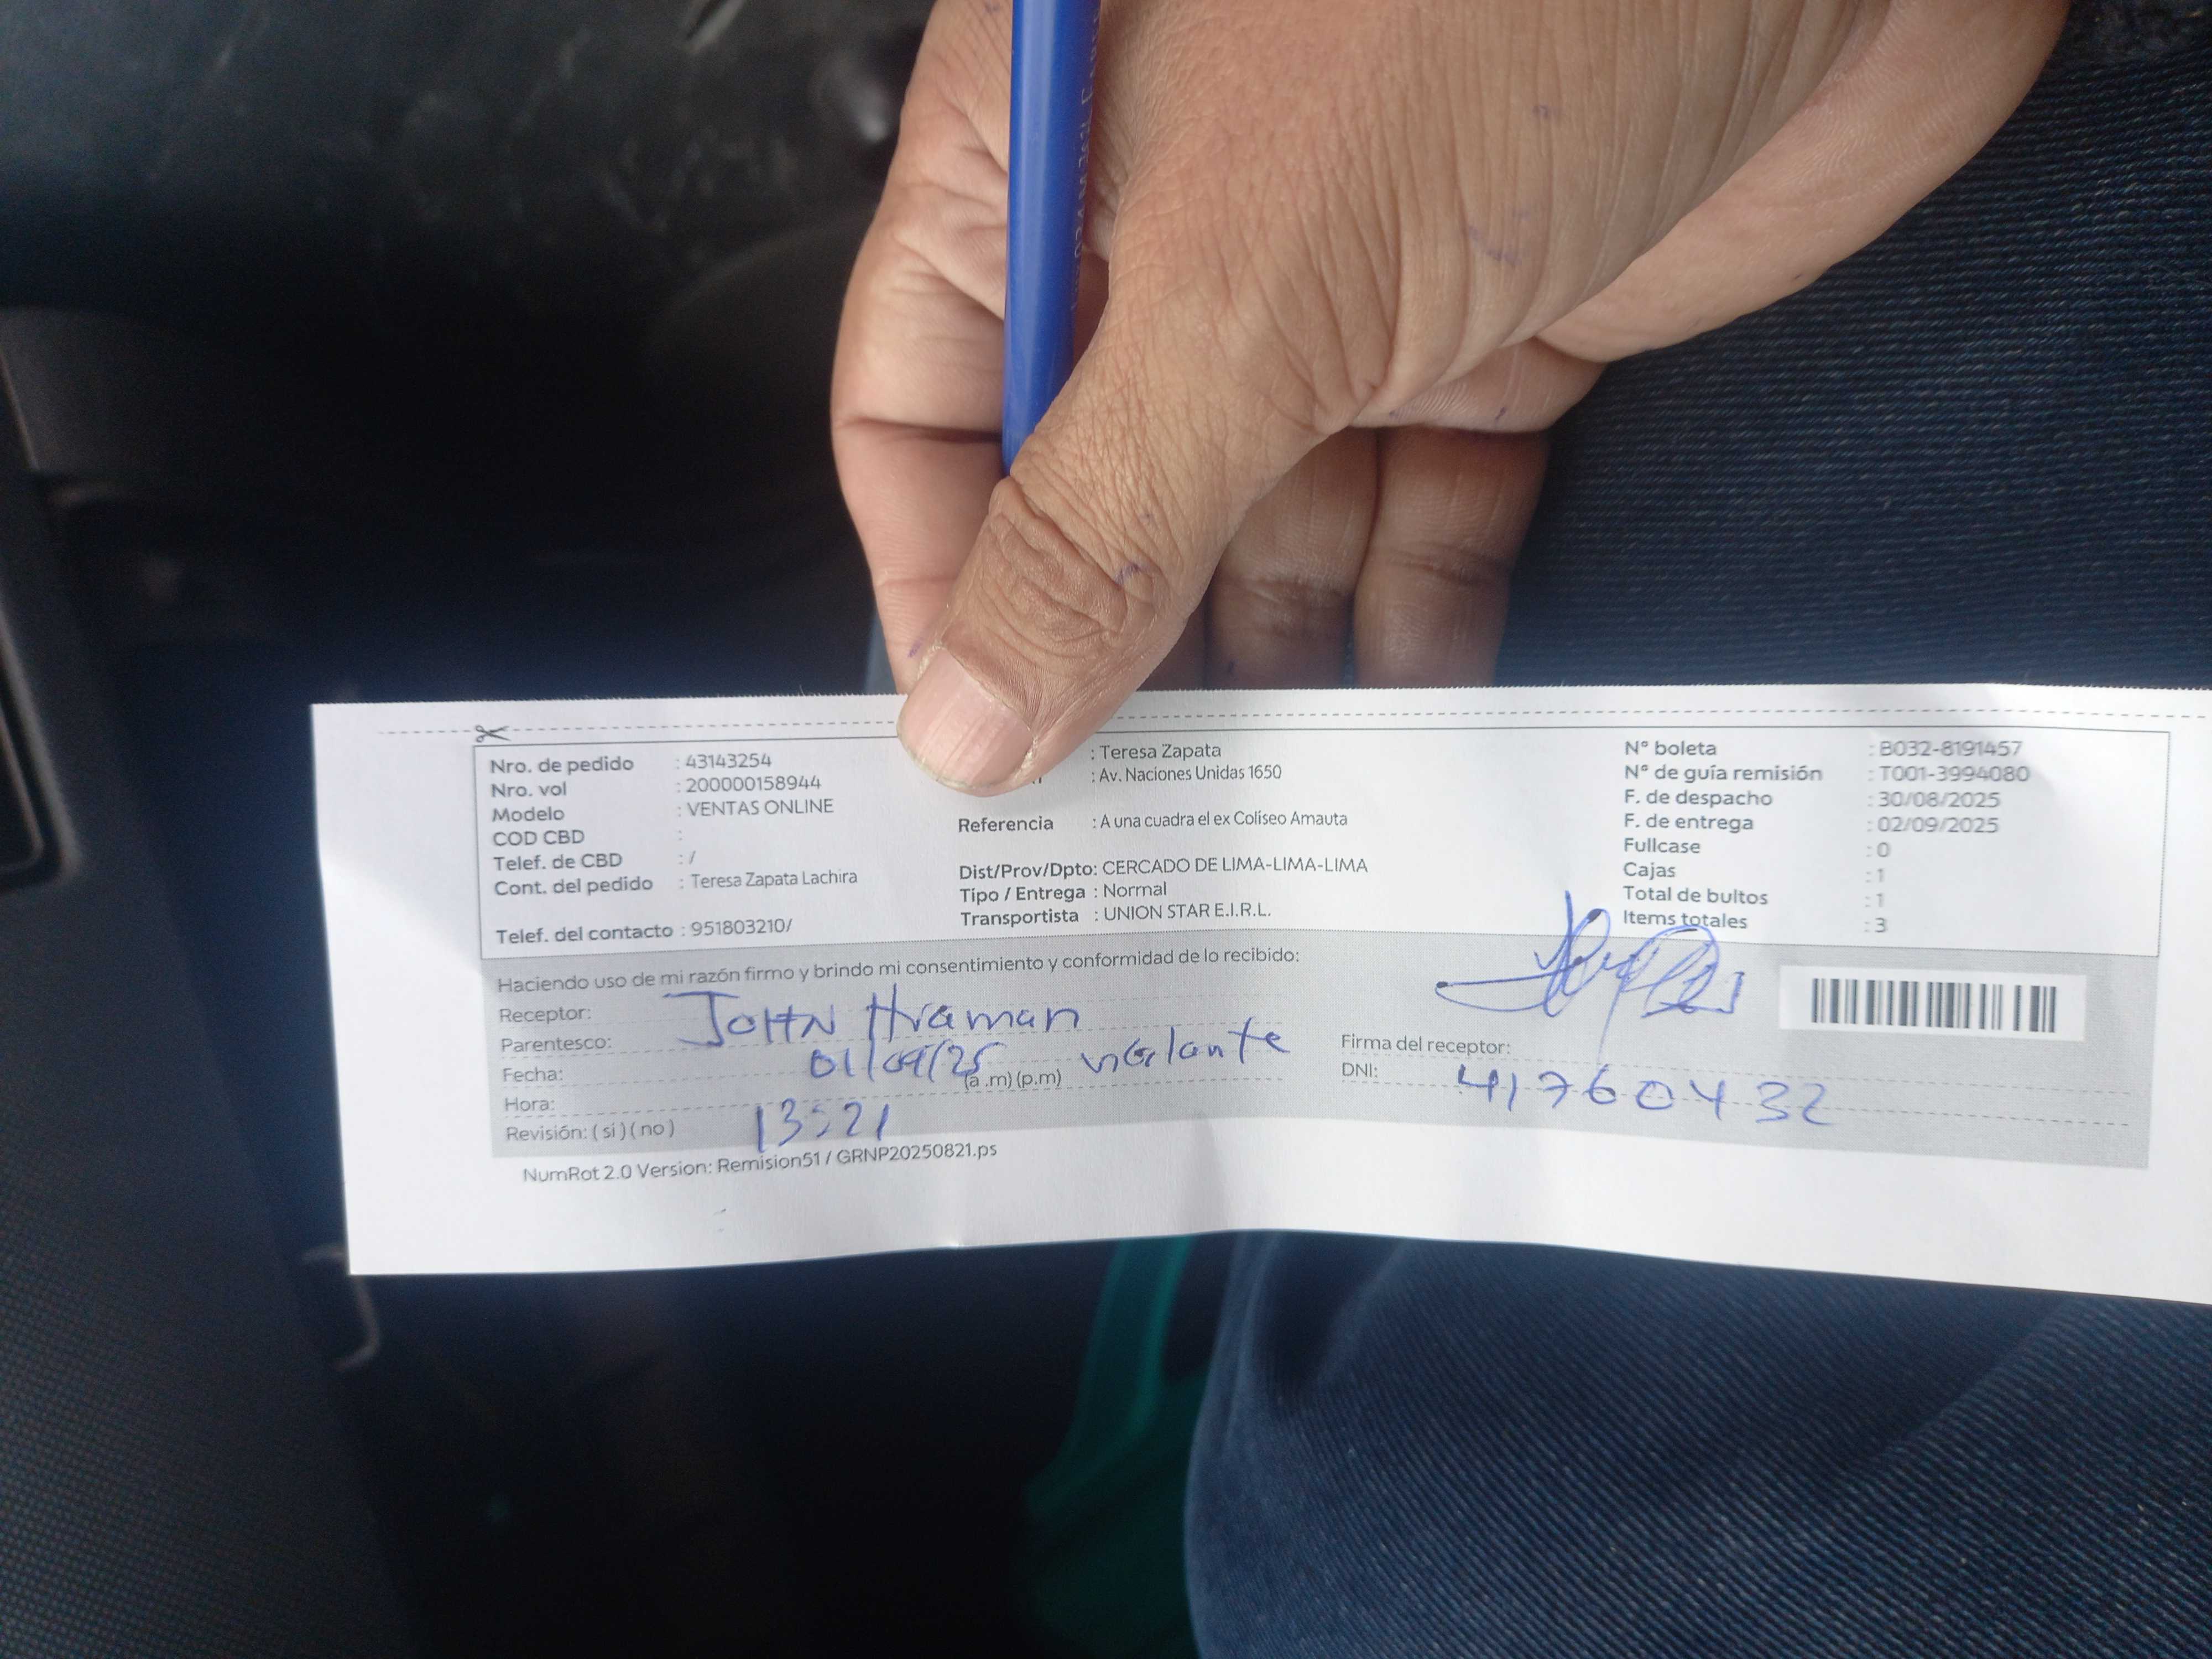 Nro. de pedido : 43143254
Nro. vol : 200000158944
Modelo : VENTAS ONLINE
COD CBD :
Telef. de CBD : /
Cont. del pedido : Teresa Zapata Lachira
Telef. del contacto : 951803210/
: Teresa Zapata
: Av. Naciones Unidas 1650
Referencia : A una cuadra el ex Coliseo Amauta
Dist/Prov/Dpto: CERCADO DE LIMA-LIMA-LIMA
Tipo / Entrega : Normal
Transportista : UNION STAR E.I.R.L.
N° boleta : B032-8191457
N° de guía remisión : T001-3994080
F. de despacho : 30/08/2025
F. de entrega : 02/09/2025
Fullcase : 0
Cajas : 1
Total de bultos : 1
Items totales : 3
Haciendo uso de mi razón firmo y brindo mi consentimiento y conformidad de lo recibido:
Receptor: JOHN
Parentesco: vigilante
Fecha: 01/09/25 (a .m) (p.m)
Hora: 13:21
Revisión: ( si ) ( no )
Firma del receptor:
DNI: 41760432
NumRot 2.0 Version: Remision51 / GRNP20250821.ps